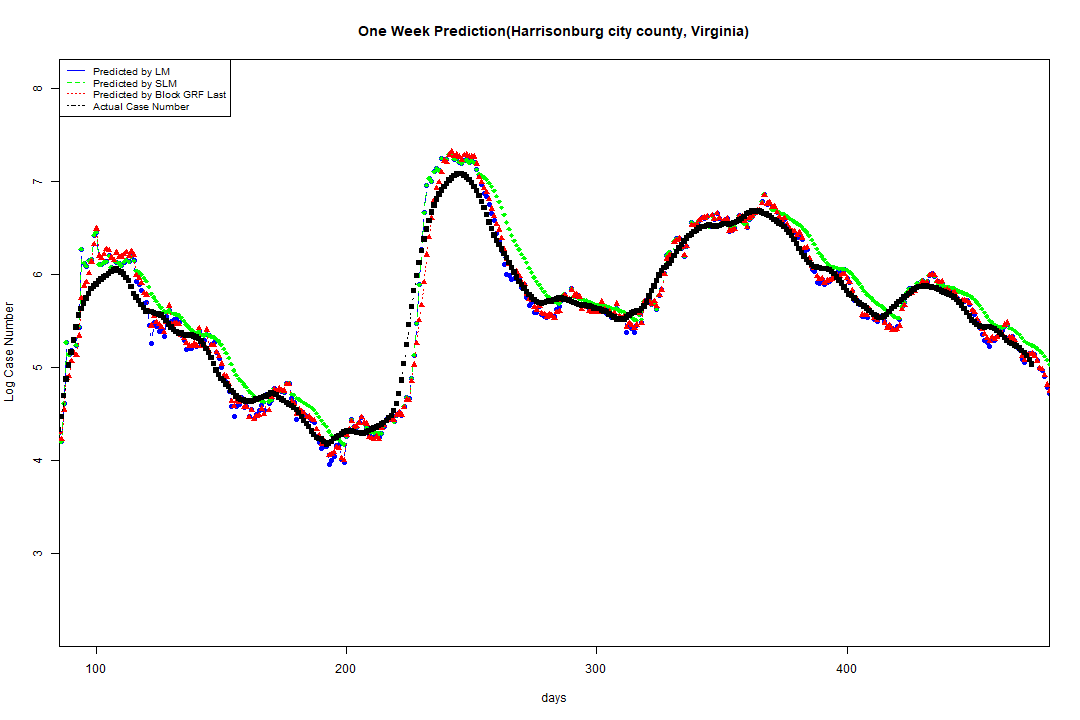 One Week Prediction(Harrisonburg city county, Virginia)
Predicted by LM
Predicted by SLM
Predicted by Block GRF Last
Actual Case Number
8
7
6
5
4
3
Log Case Number
100 200 300 400
days